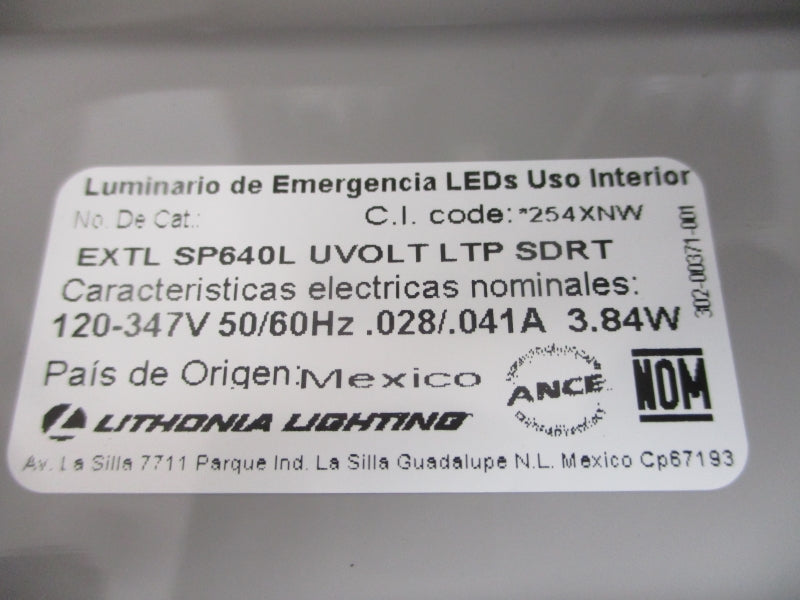 Luminario de Emergencia LEDs Uso Interior
No. De Cat.: C.I. code: *254XNW
EXTL SP640L UVOLT LTP SDRT
Caracteristicas electricas nominales:
120-347V 50/60Hz .028/.041A 3.84W
302-00371-001
País de Origen: Mexico
ANCE
NOM
LITHONIA LIGHTING
Av. La Silla 7711 Parque Ind. La Silla Guadalupe N.L. Mexico Cp67193